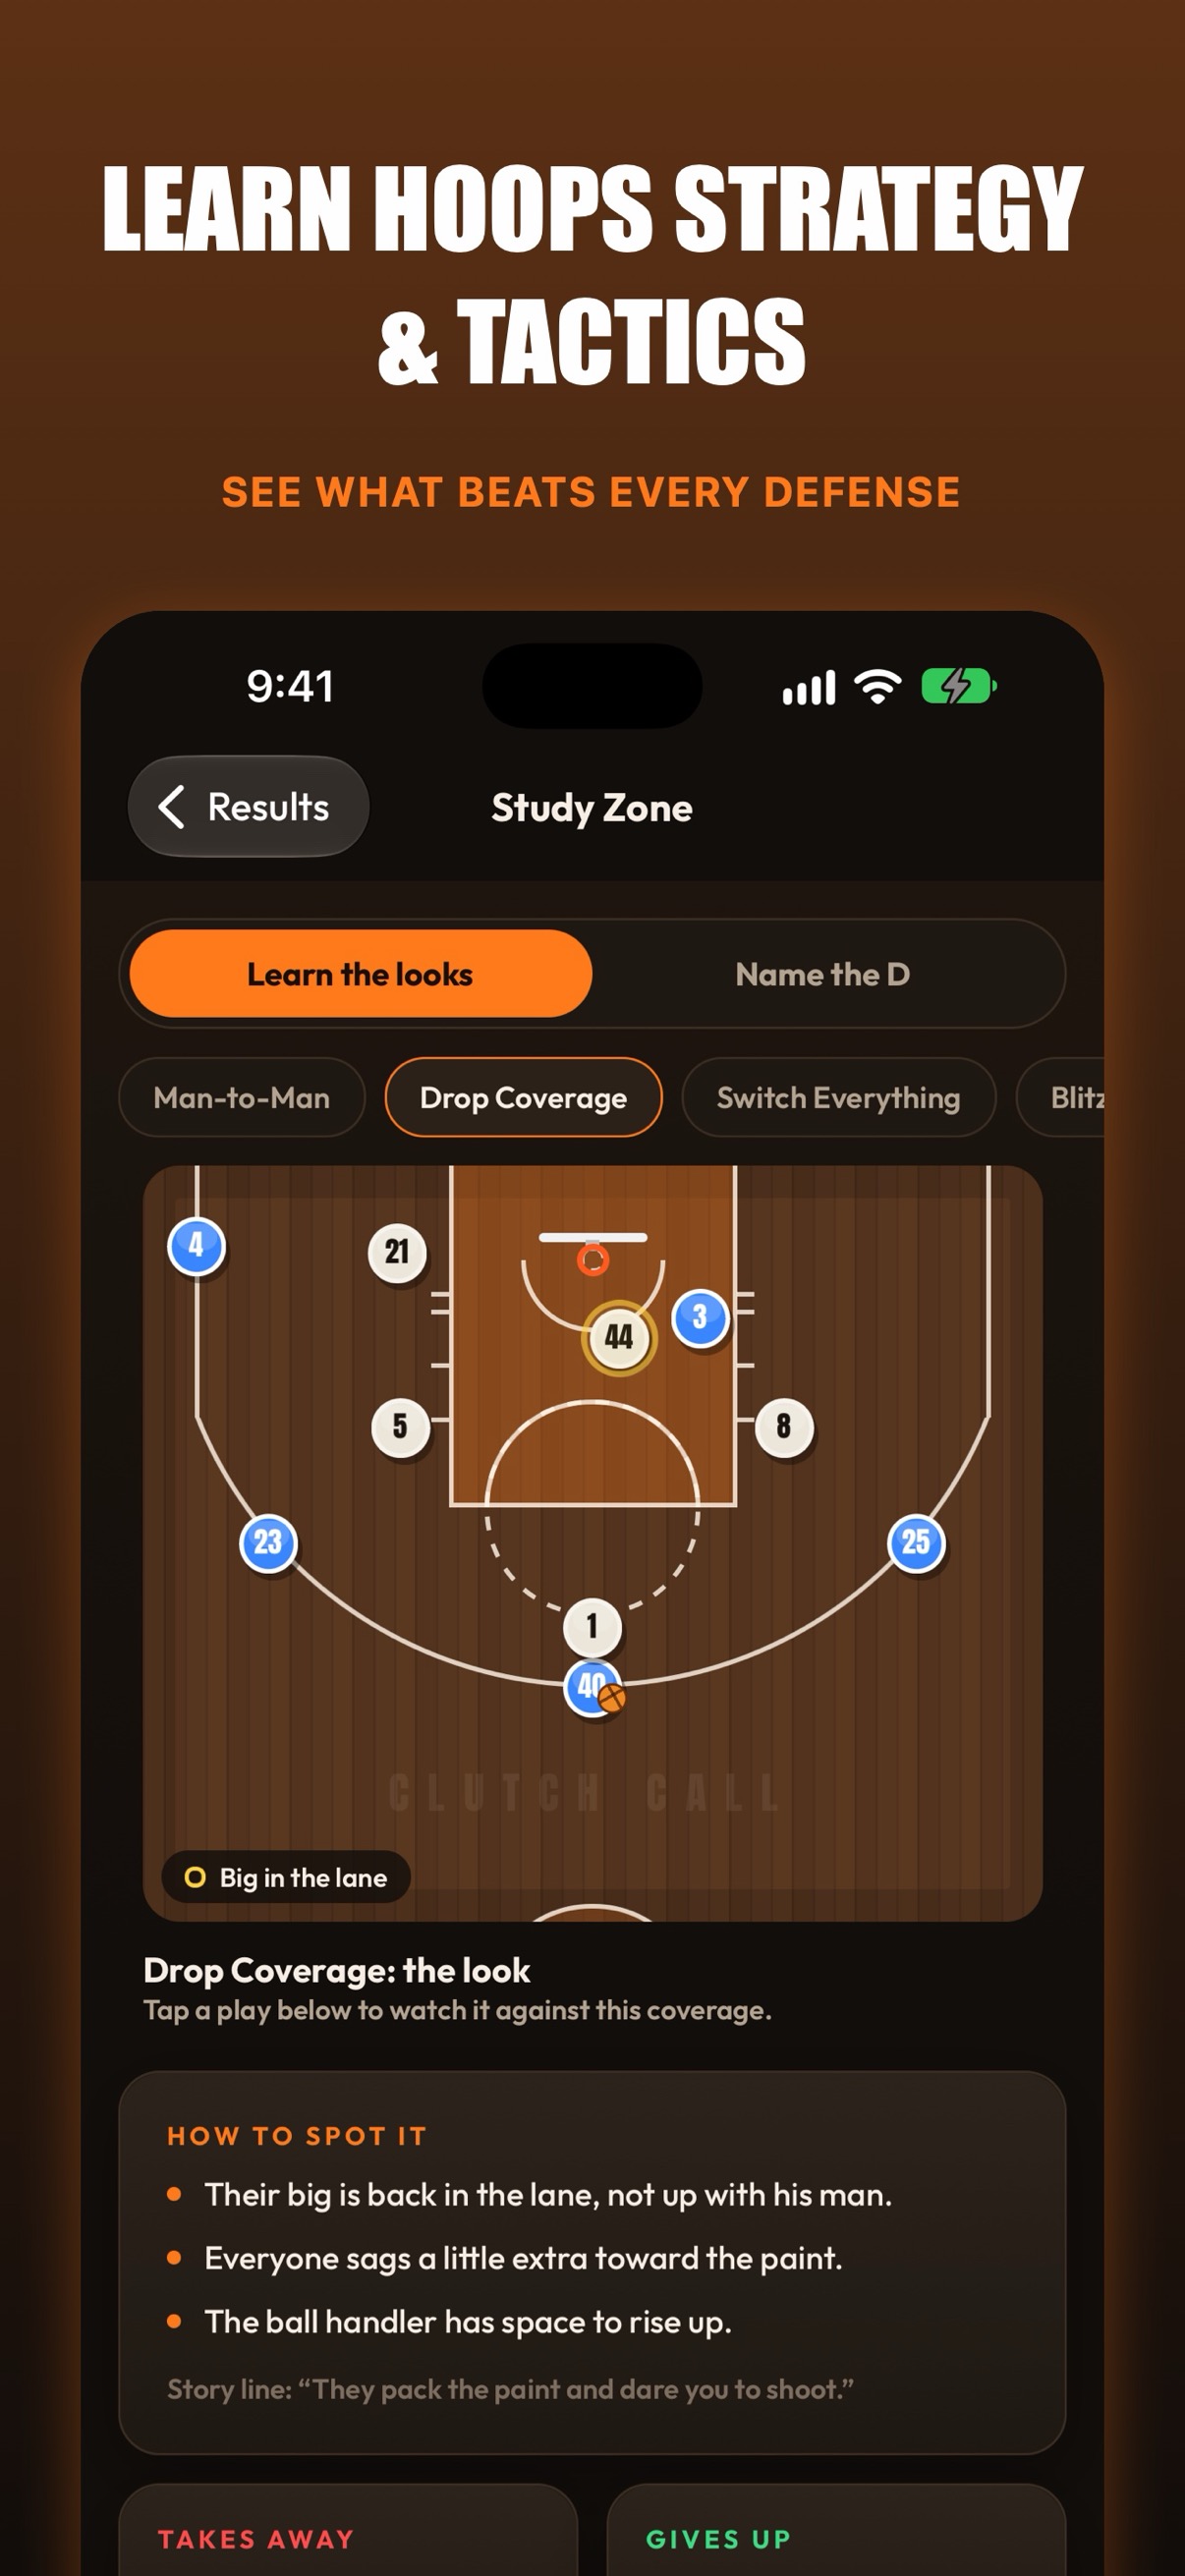 LEARN HOOPS STRATEGY
& TACTICS
SEE WHAT BEATS EVERY DEFENSE
9:41
Results
Study Zone
Learn the looks
Name the D
Man-to-Man
Drop Coverage
Switch Everything
Blitz
4
21
3
44
5
8
23
25
1
40
CLUTCH CALL
Big in the lane
Drop Coverage: the look
Tap a play below to watch it against this coverage.
HOW TO SPOT IT
Their big is back in the lane, not up with his man.
Everyone sags a little extra toward the paint.
The ball handler has space to rise up.
Story line: “They pack the paint and dare you to shoot.”
TAKES AWAY
GIVES UP